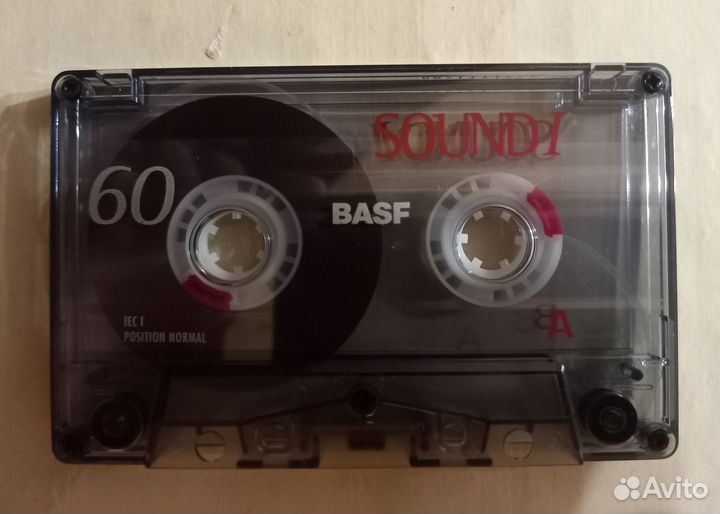 SOUND I
60
BASF
IEC I
POSITION NORMAL
A
Avito